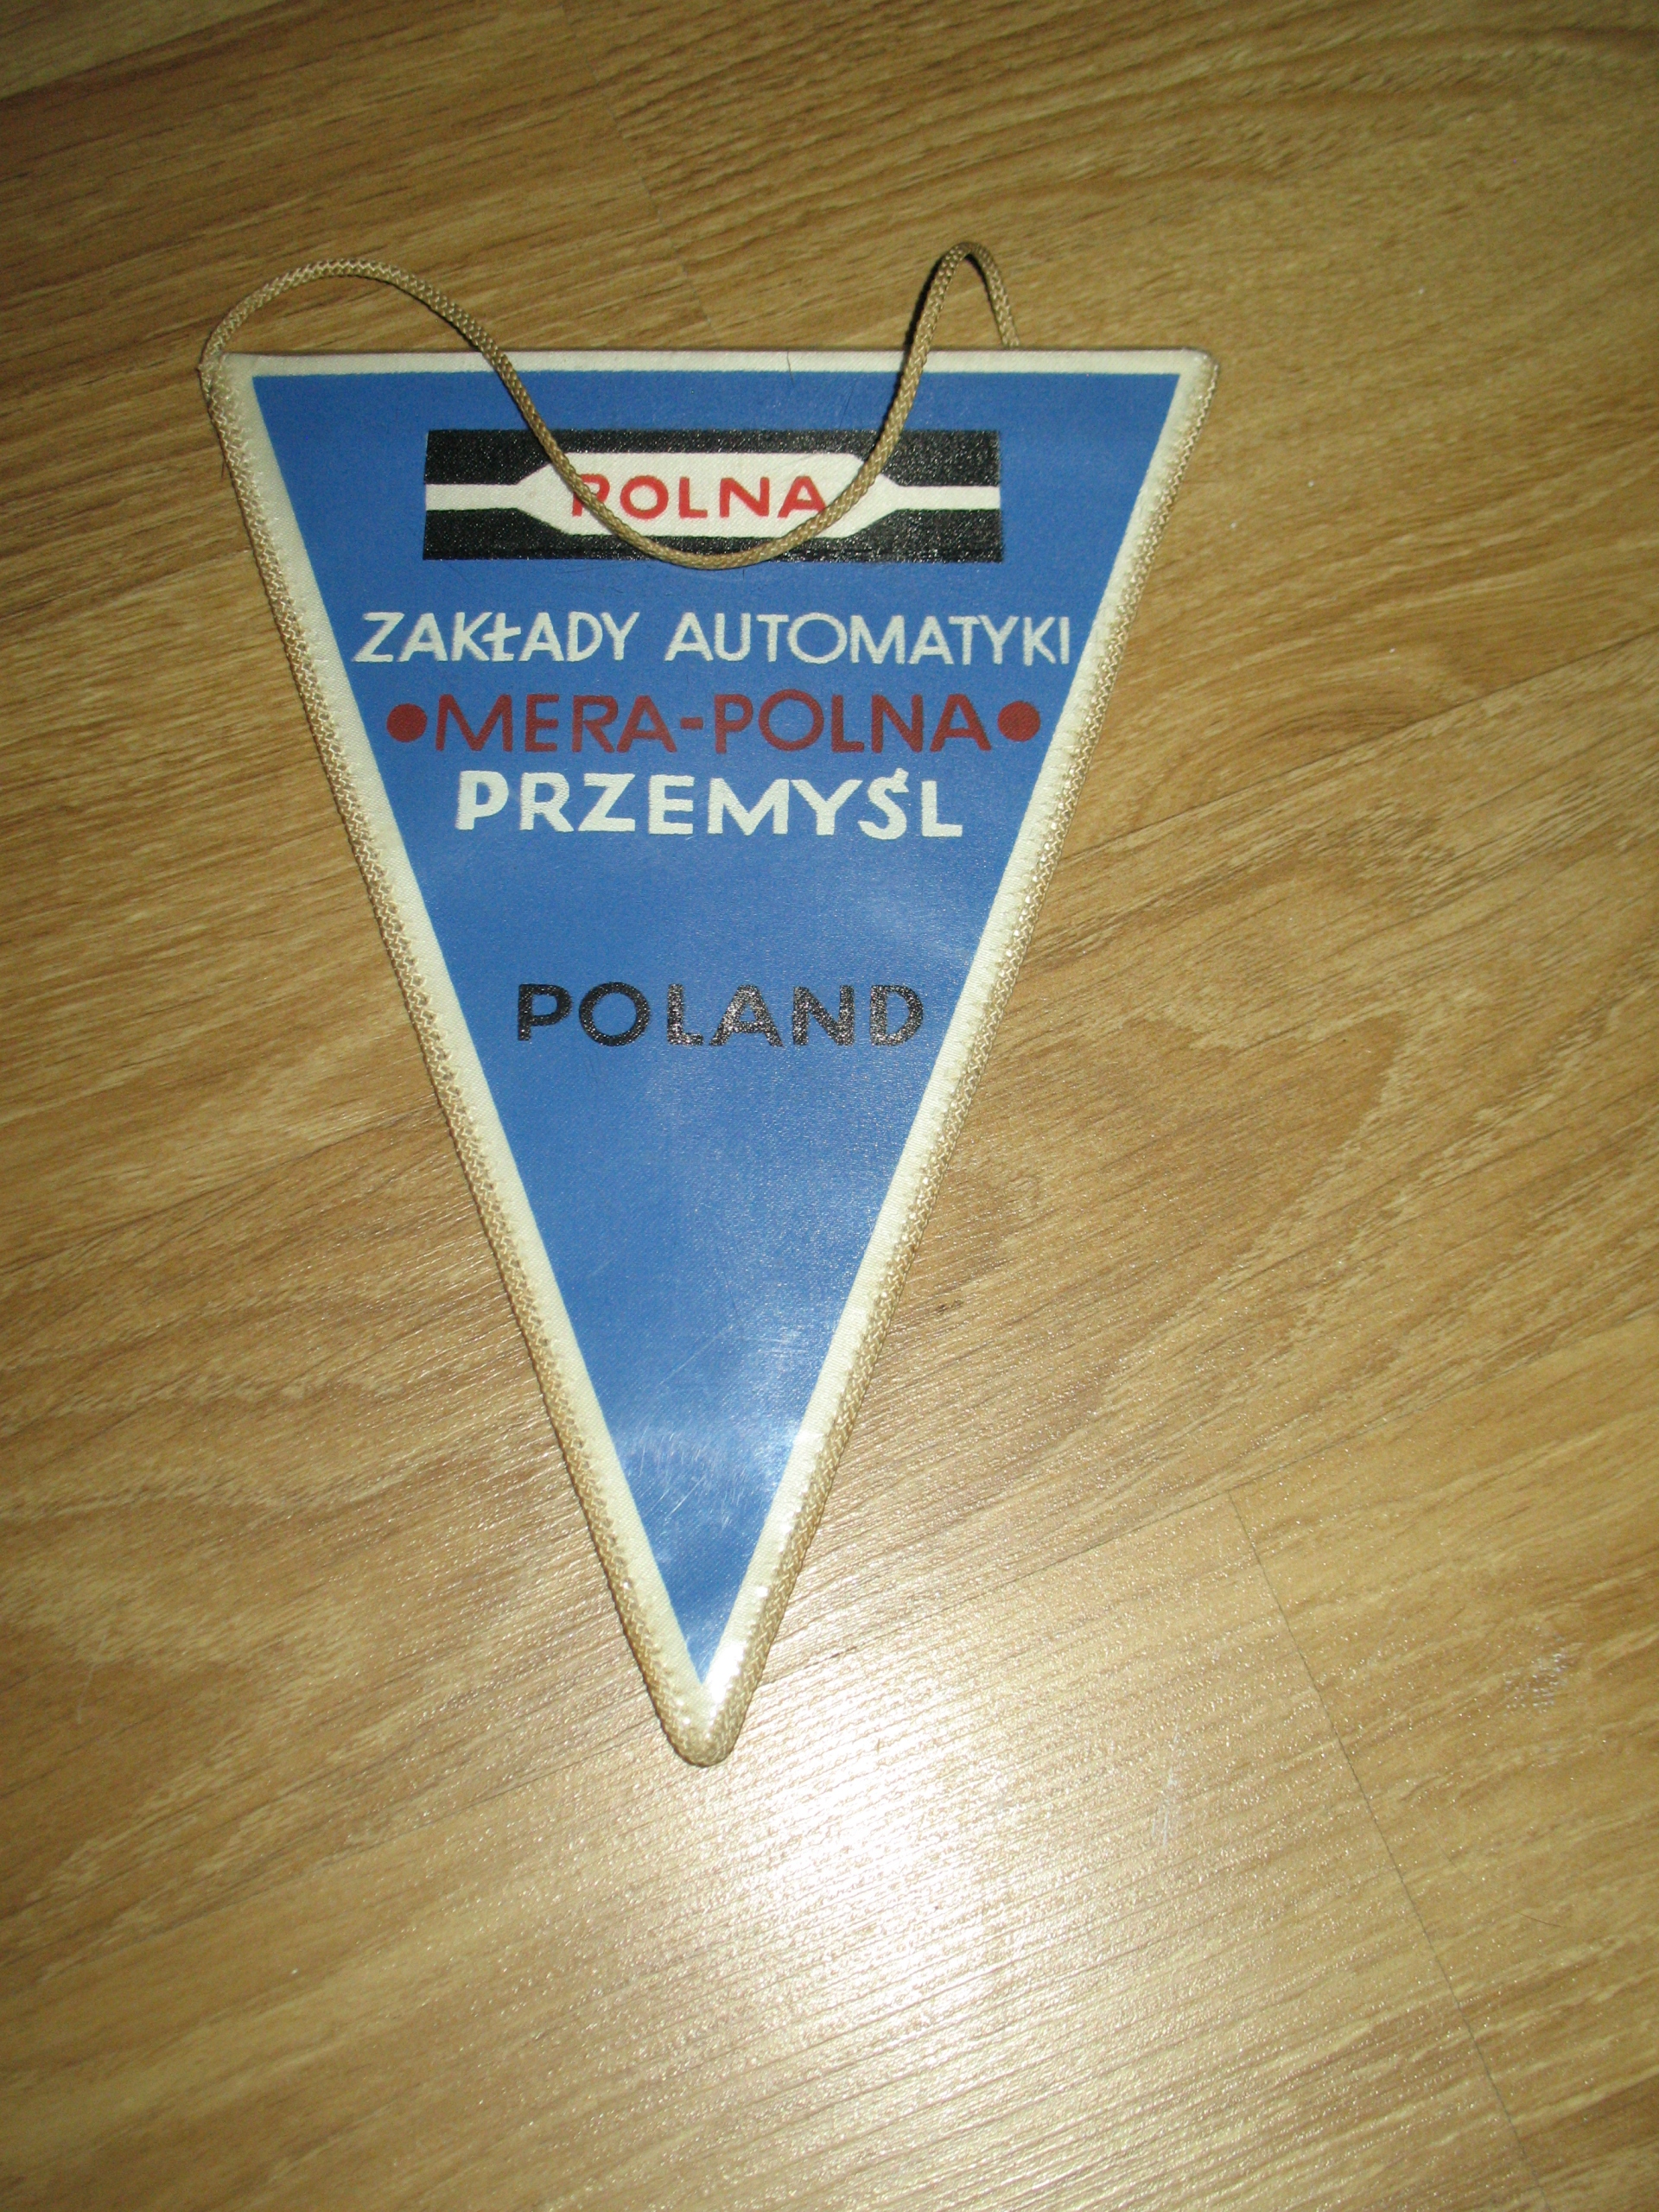 POLNA
ZAKŁADY AUTOMATYKI
•MERA-POLNA•
PRZEMYŚL
POLAND